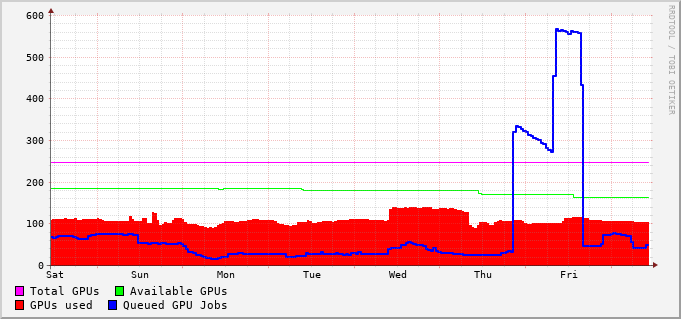 600
500
400
300
200
100
0
Sat Sun Mon Tue Wed Thu Fri
Total GPUs Available GPUs
GPUs used Queued GPU Jobs
RRDTOOL / TOBI OETIKER